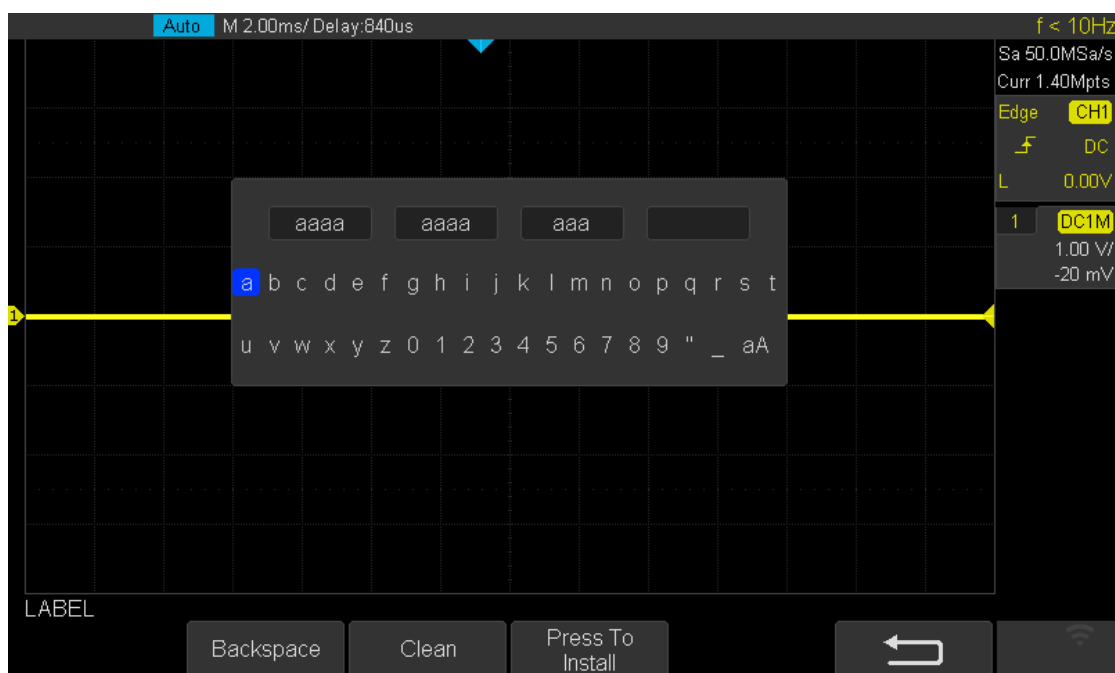 Auto M 2.00ms/ Delay:840us f < 10Hz
Sa 50.0MSa/s
Curr 1.40Mpts
Edge CH1
DC
L 0.00V
1 DC1M
1.00 V/
-20 mV
aaaa aaaa aaa
a b c d e f g h i j k l m n o p q r s t
1
u v w x y z 0 1 2 3 4 5 6 7 8 9 " _ aA
LABEL
Backspace Clean Press To
Install